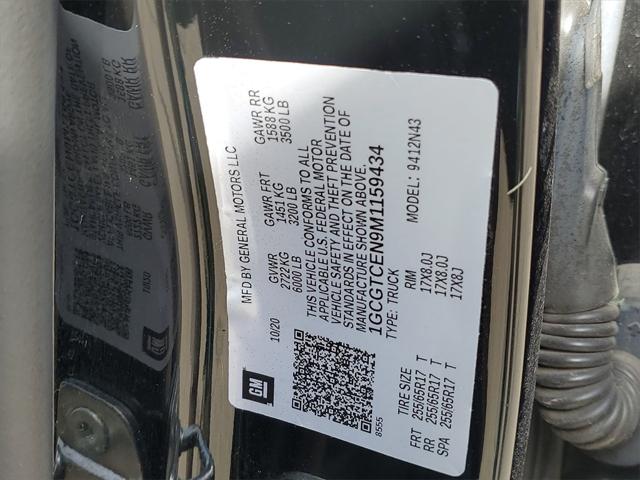 MFD BY GENERAL MOTORS LLC
10/20
GVWR
2722 KG
6000 LB
GAWR FRT
1451 KG
3200 LB
GAWR RR
1588 KG
3500 LB
THIS VEHICLE CONFORMS TO ALL
APPLICABLE U.S. FEDERAL MOTOR
VEHICLE SAFETY AND THEFT PREVENTION
STANDARDS IN EFFECT ON THE DATE OF
MANUFACTURE SHOWN ABOVE.
1GCGTCEN9M1159434
TYPE: TRUCK
MODEL: 9412N43
GM
8555
TIRE SIZE RIM
FRT 255/65R17 T 17X8.0J
RR 255/65R17 T 17X8.0J
SPA 255/65R17 T 17X8J